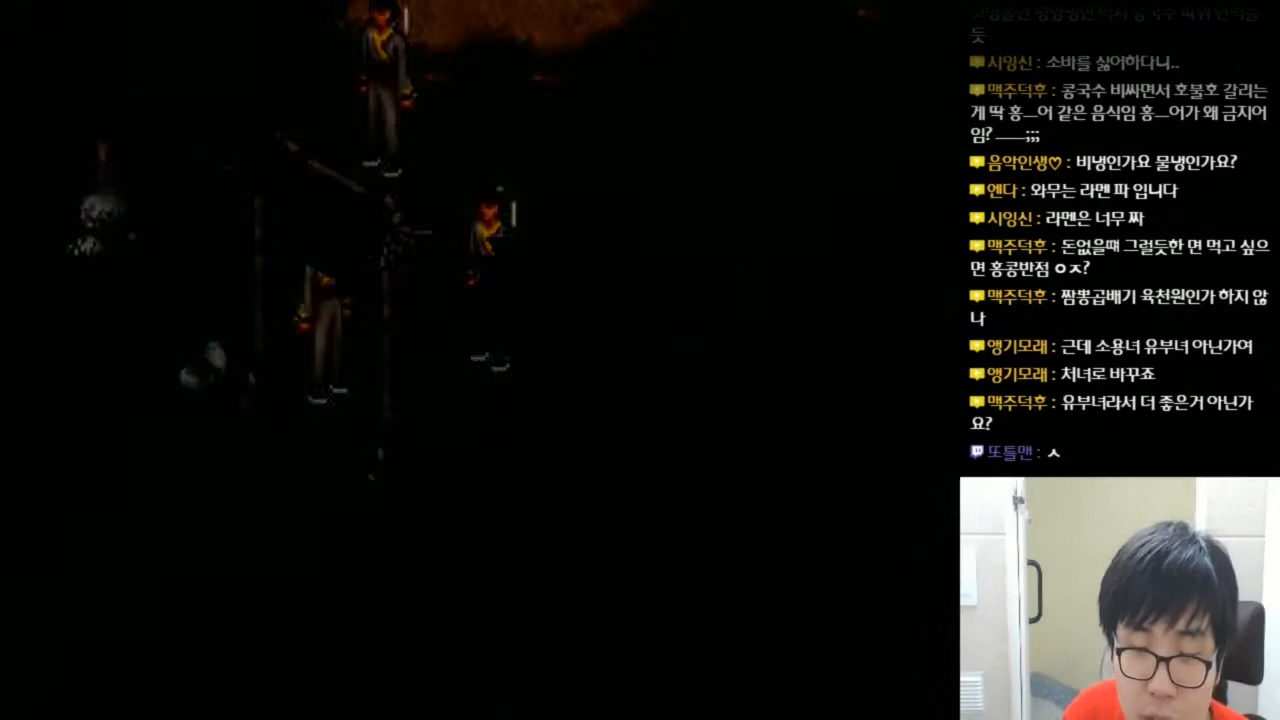 듯
시잉신 : 소바를 싫어하다니..
맥주덕후 : 콩국수 비싸면서 호불호 갈리는
게 딱 홍ㅡ어 같은 음식임 홍ㅡ어가 왜 금지어
임? ㅡㅡ;;;
음악인생♡ : 비냉인가요 물냉인가요?
엔다 : 와무는 라멘 파 입니다
시잉신 : 라멘은 너무 짜
맥주덕후 : 돈없을떄 그럴듯한 면 먹고 싶으
면 홍콩반점 ㅇㅈ?
맥주덕후 : 짬뽕곱배기 육천원인가 하지 않
나
앵기모래 : 근데 소용녀 유부녀 아닌가여
앵기모래 : 처녀로 바꾸죠
맥주덕후 : 유부녀라서 더 좋은거 아닌가
요?
또틀맨 : ㅅ